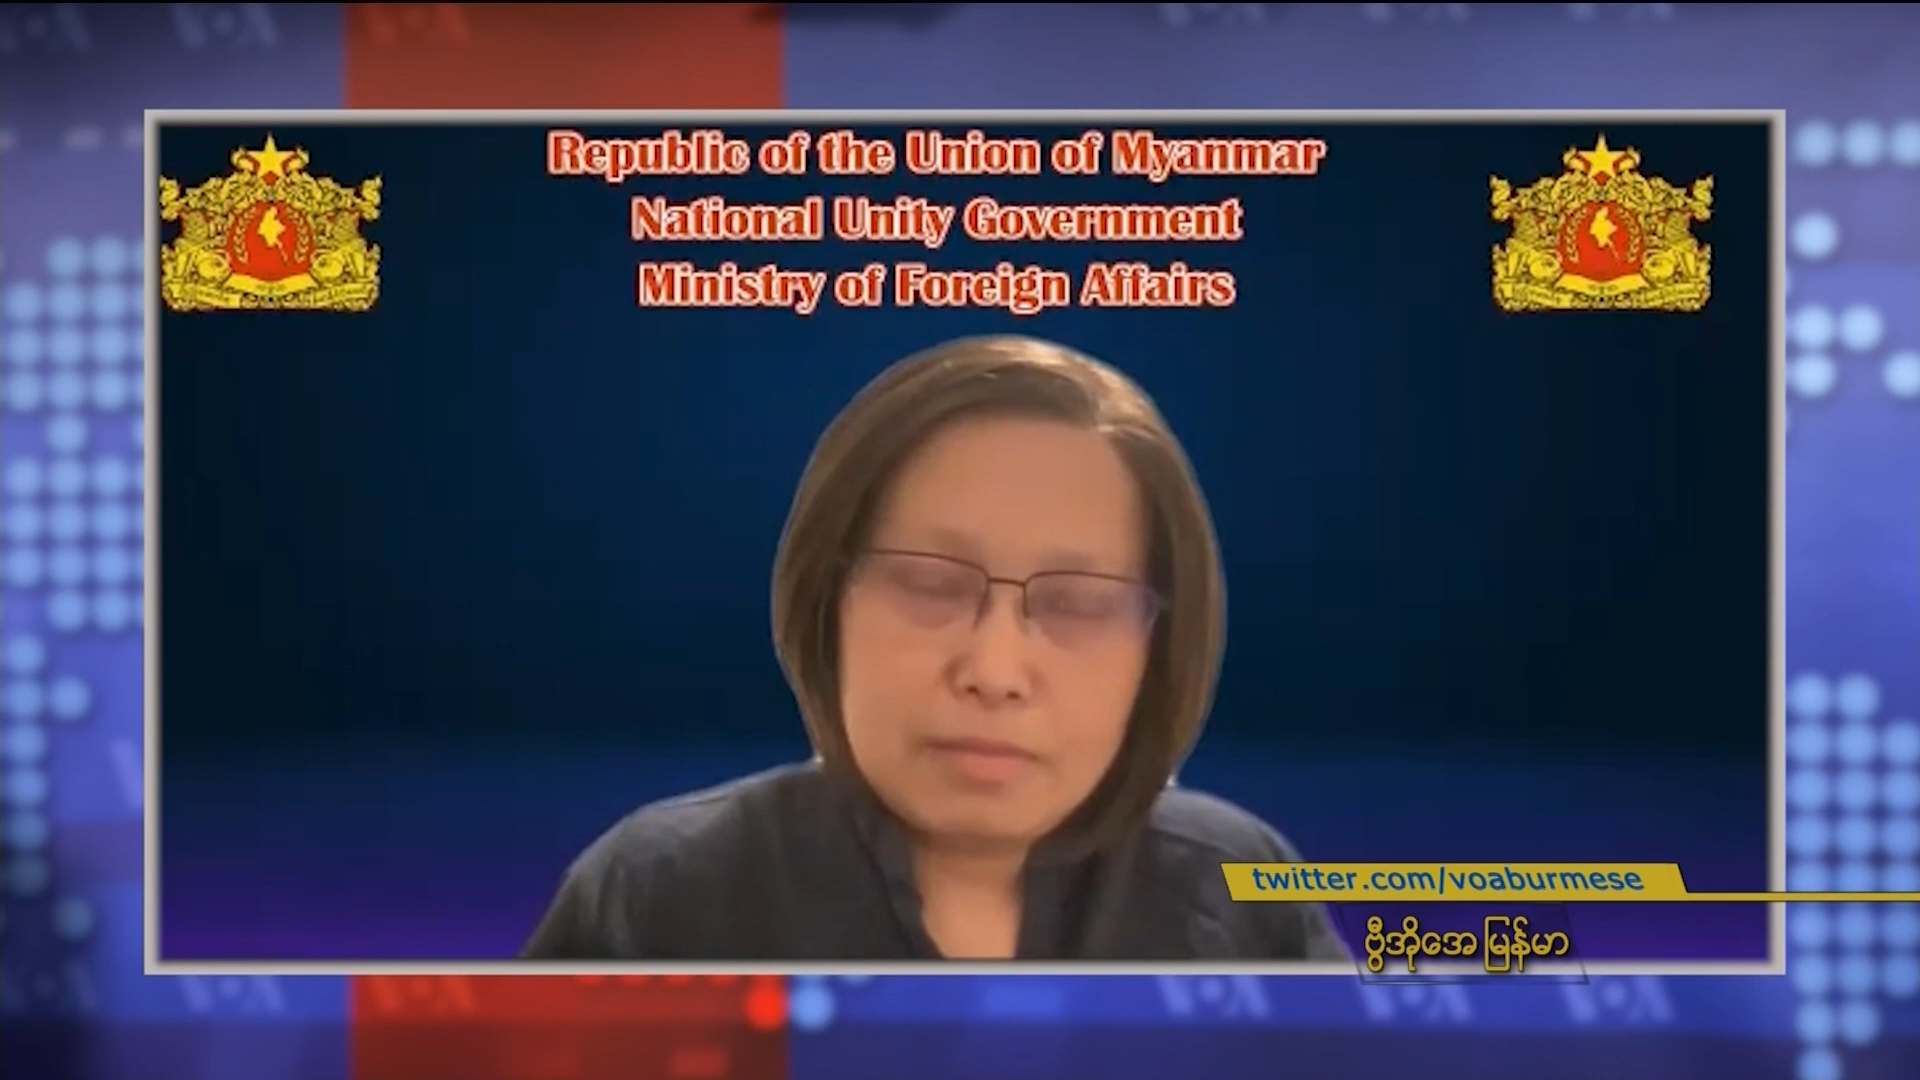 Republic of the Union of Myanmar
National Unity Government
Ministry of Foreign Affairs
twitter.com/voaburmese
ဗွီအိုအေ မြန်မာ
VOA